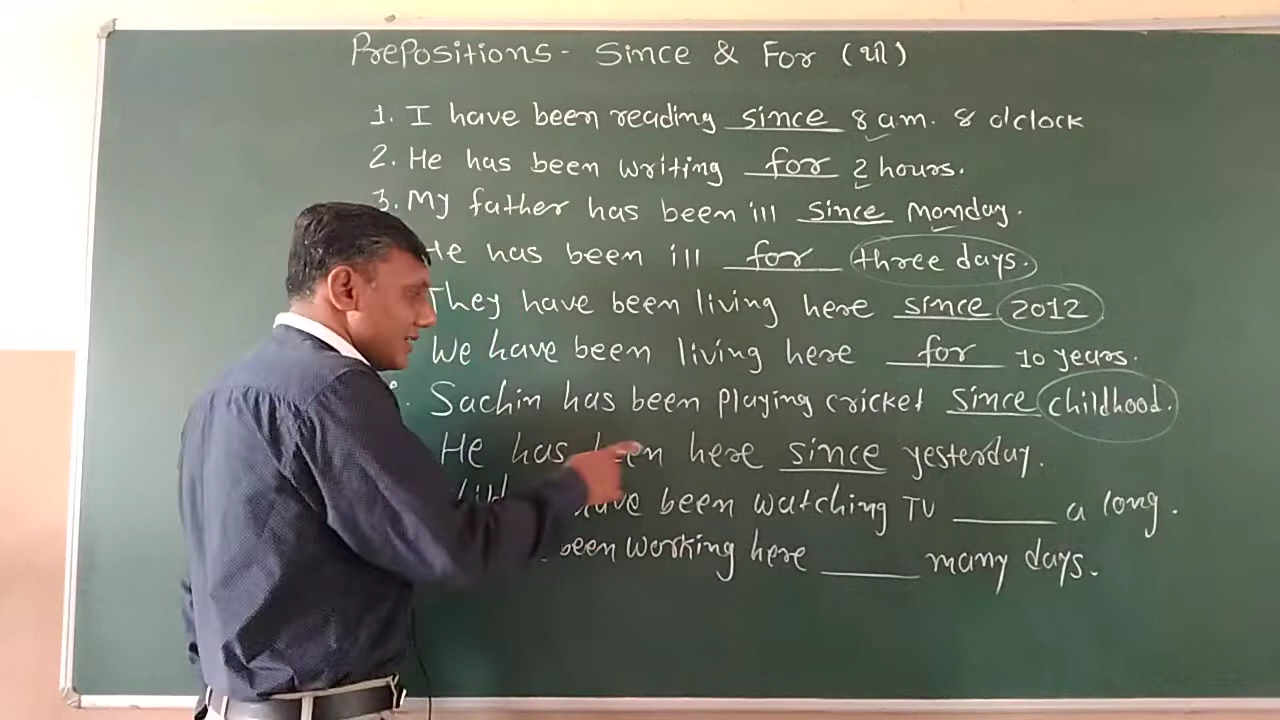 Prepositions - Since & For (થી)
1. I have been reading since 8 a.m. 8 o'clock
2. He has been writing for 2 hours.
3. My father has been ill since Monday.
He has been ill for three days.
They have been living here since 2012
We have been living here for 10 years.
Sachin has been playing cricket since childhood.
He has been here since yesterday.
have been watching TV ____ a long.
been working here ____ many days.